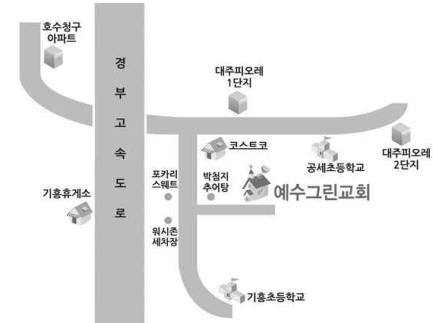 호수청구
아파트
경
부
고
속
도
로
대주피오레
1단지
코스트코
공세초등학교
대주피오레
2단지
포카리
스웨트
박첨지
추어탕
예수그린교회
기흥휴게소
워시존
세차장
기흥초등학교